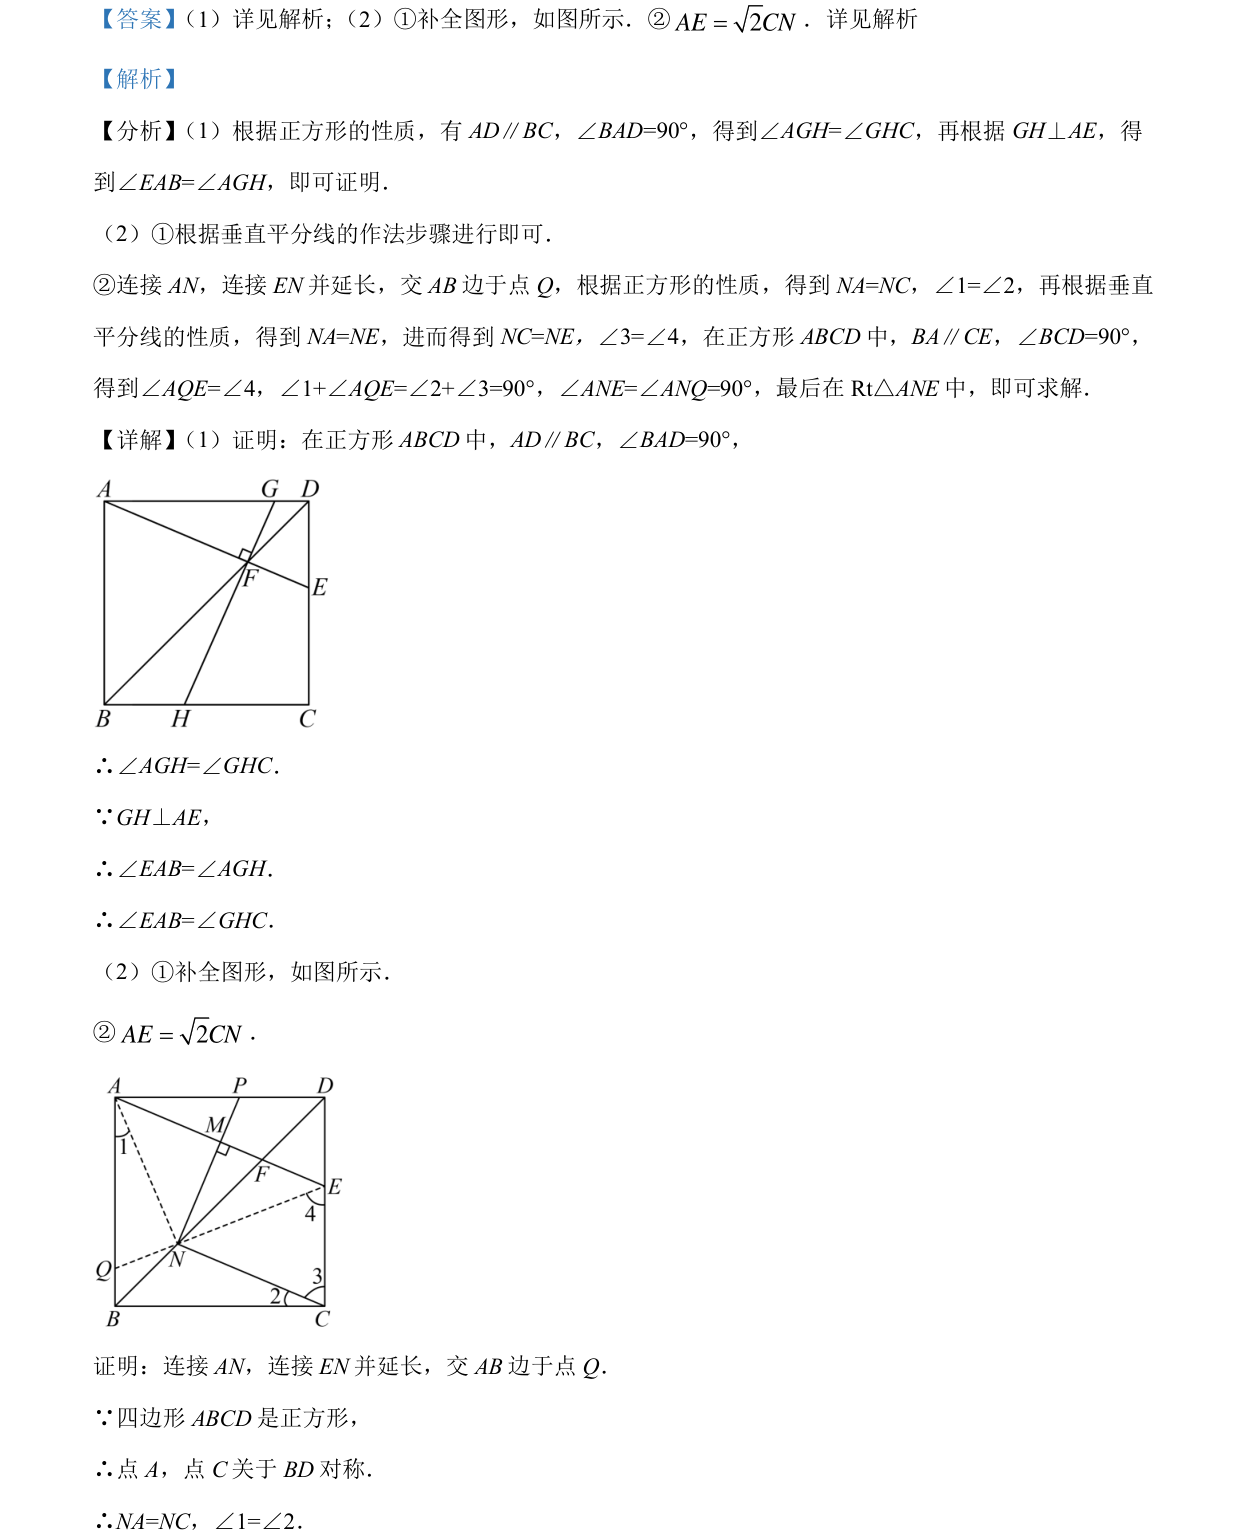 【答案】（1）详见解析；（2）①补全图形，如图所示．② AE = √2CN ．详见解析
【解析】
【分析】（1）根据正方形的性质，有 AD∥BC，∠BAD=90°，得到∠AGH=∠GHC，再根据 GH⊥AE，得
到∠EAB=∠AGH，即可证明．
（2）①根据垂直平分线的作法步骤进行即可．
②连接 AN，连接 EN 并延长，交 AB 边于点 Q，根据正方形的性质，得到 NA=NC，∠1=∠2，再根据垂直
平分线的性质，得到 NA=NE，进而得到 NC=NE，∠3=∠4，在正方形 ABCD 中，BA∥CE，∠BCD=90°，
得到∠AQE=∠4，∠1+∠AQE=∠2+∠3=90°，∠ANE=∠ANQ=90°，最后在 Rt△ANE 中，即可求解．
【详解】（1）证明：在正方形 ABCD 中，AD∥BC，∠BAD=90°，
A G D
F
E
B H C
∴∠AGH=∠GHC．
∵GH⊥AE，
∴∠EAB=∠AGH．
∴∠EAB=∠GHC．
（2）①补全图形，如图所示．
② AE = √2CN ．
A P D
M
1
F
E
4
Q N
3
2
B C
证明：连接 AN，连接 EN 并延长，交 AB 边于点 Q．
∵四边形 ABCD 是正方形，
∴点 A，点 C 关于 BD 对称．
∴NA=NC，∠1=∠2．